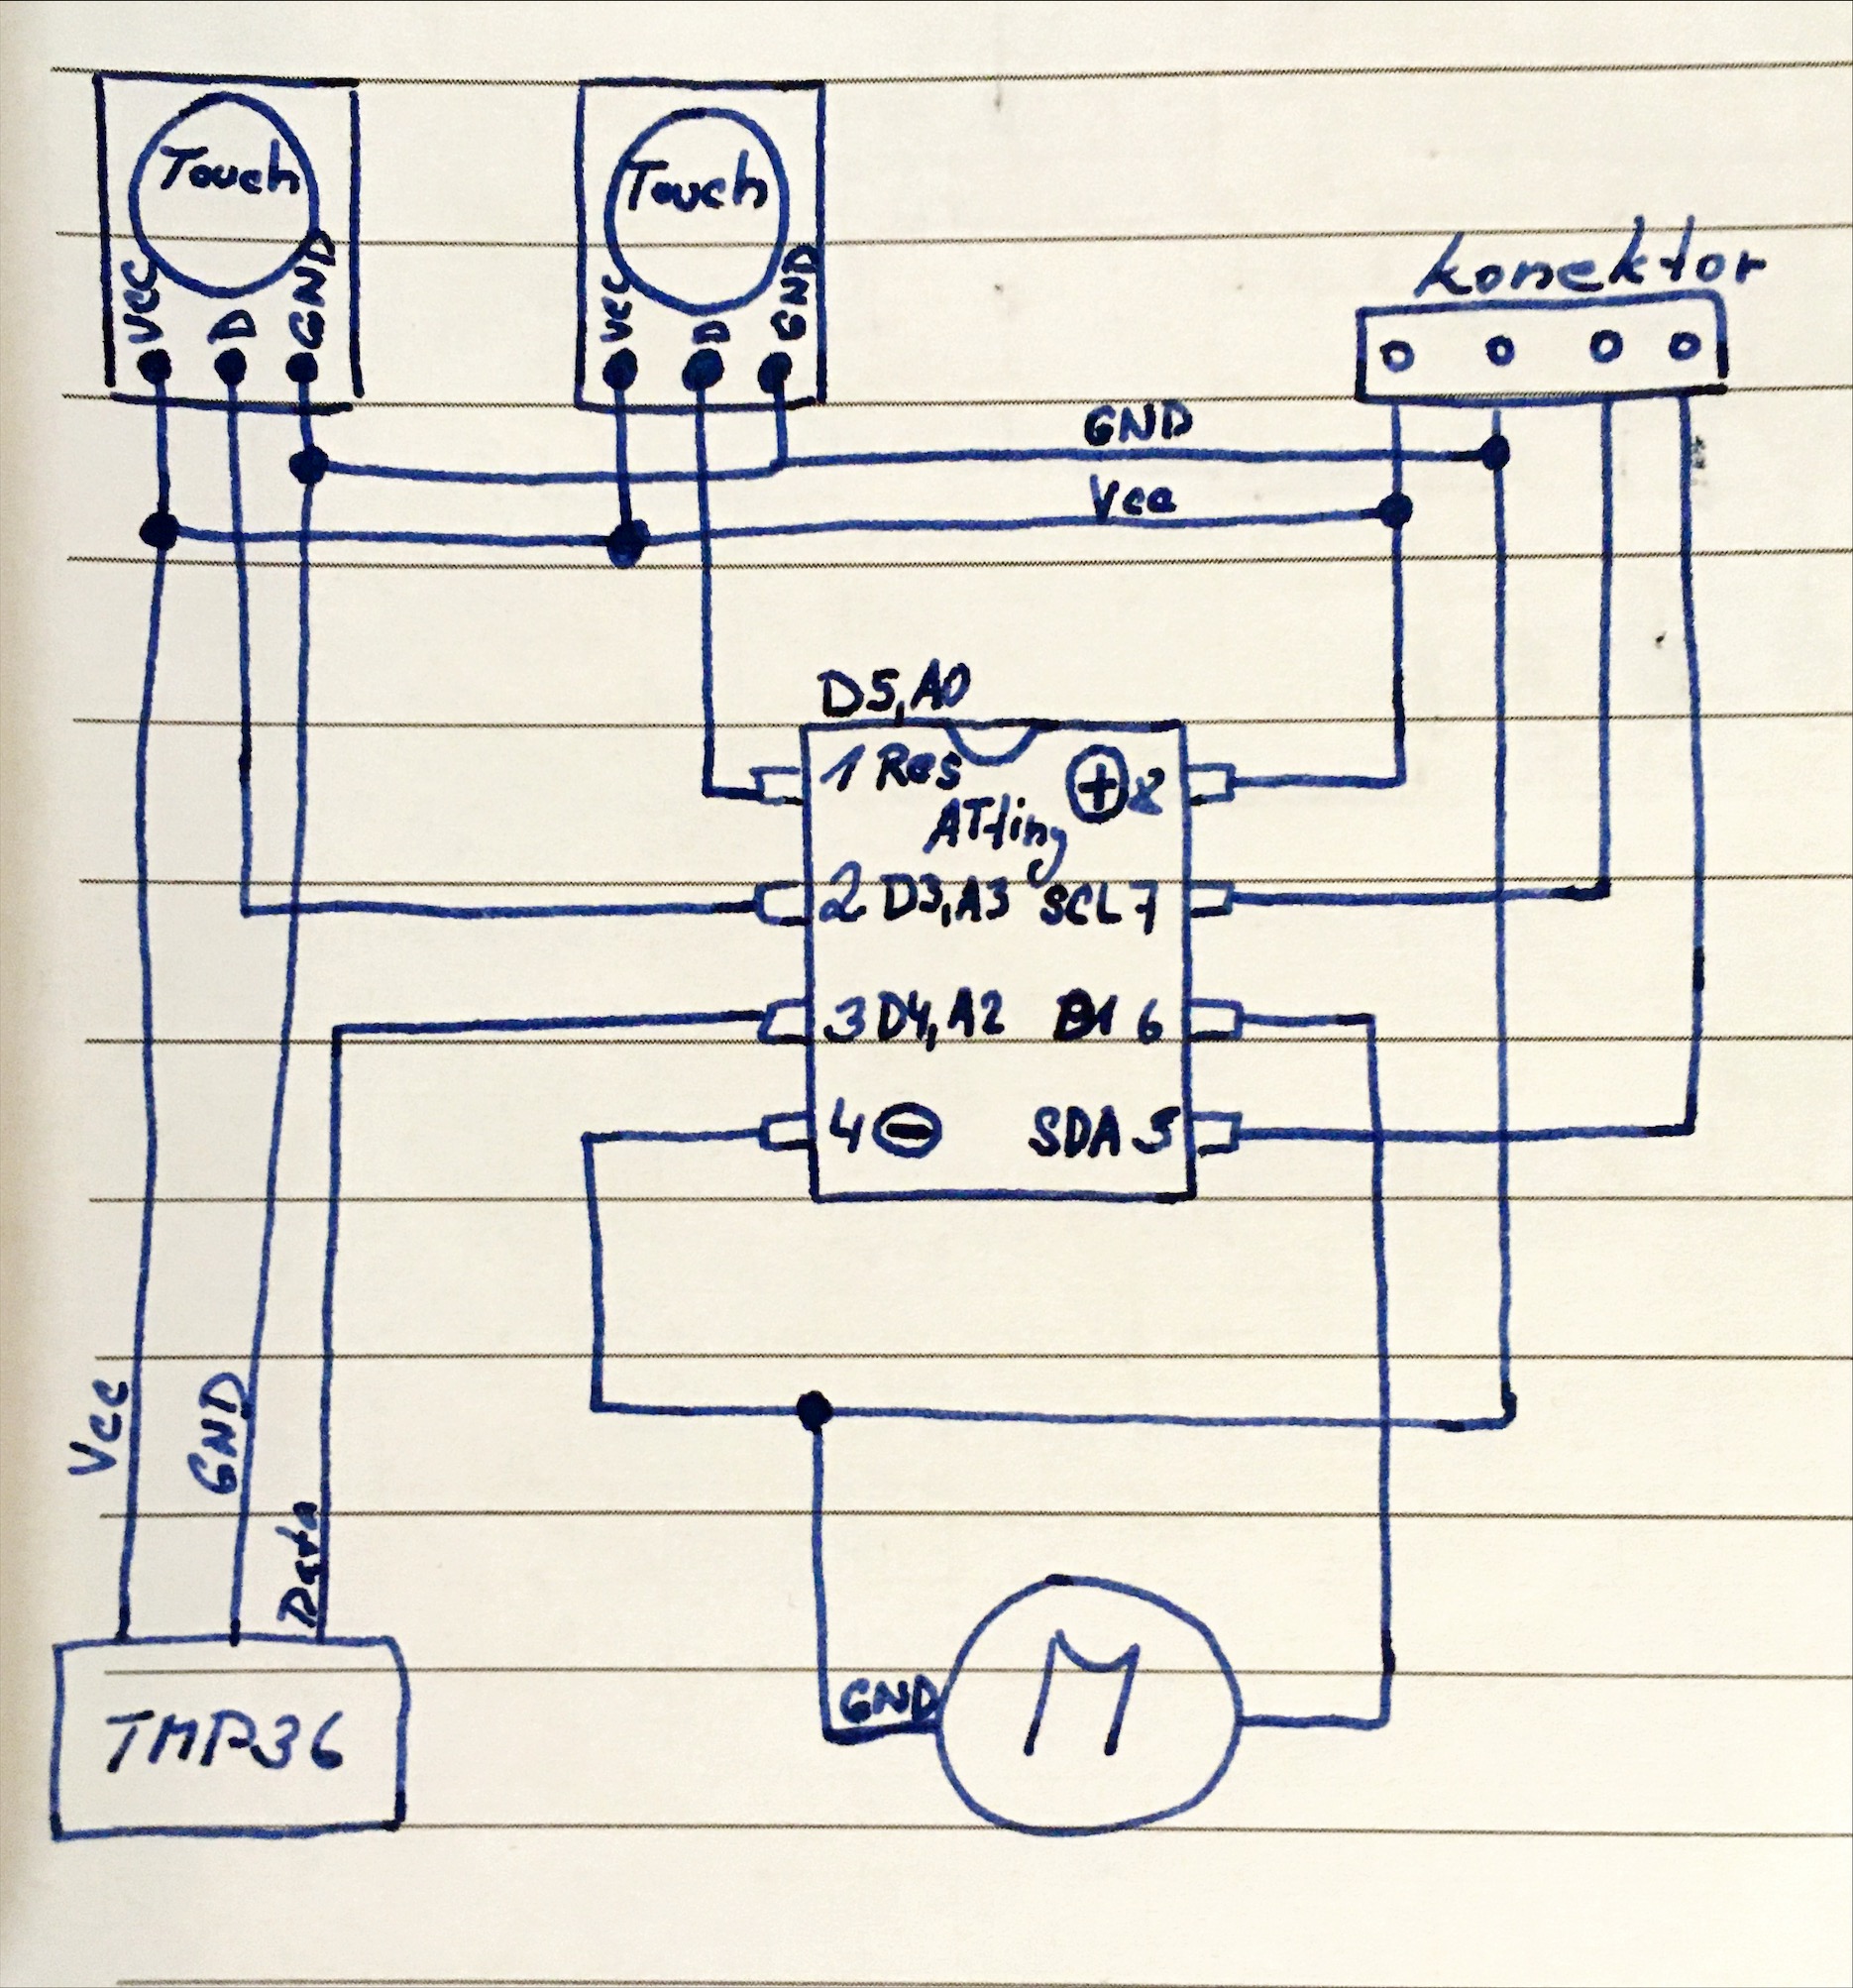 Touch
VCC D GND
Touch
VCC D GND
konektor
GND
Vcc
D5,A0
1 Res + 8
ATtiny
2 D3,A3 SCL 7
3 D4,A2 D1 6
4 - SDA 5
Vcc
GND
Data
TMP36
GND
M